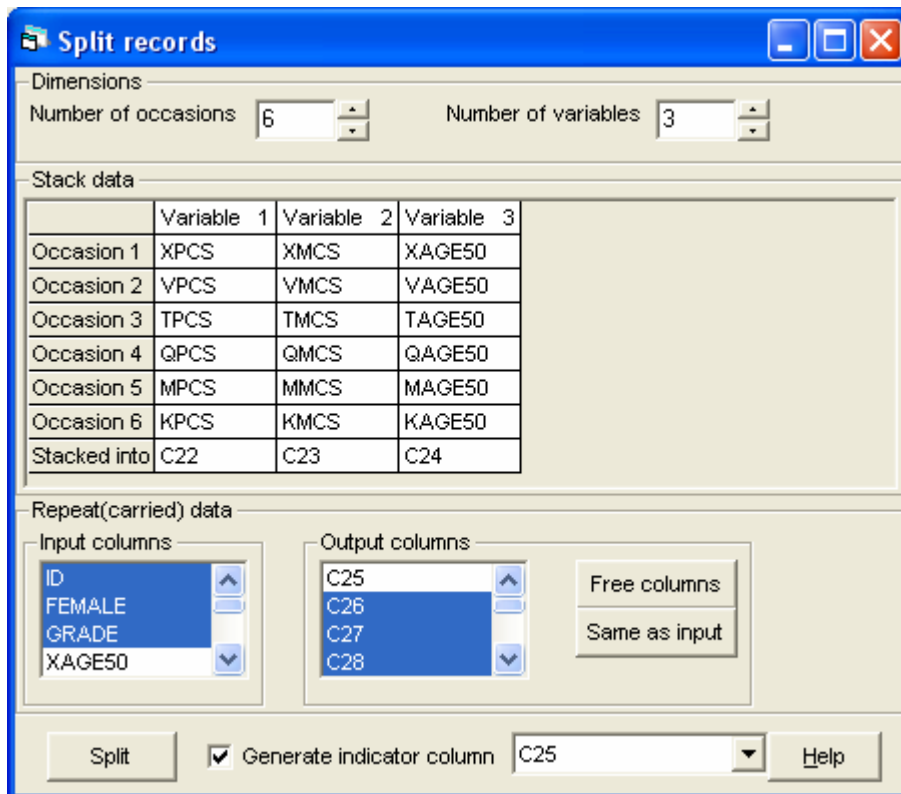 Split records
Dimensions
Number of occasions 6 Number of variables 3
Stack data
Variable 1 Variable 2 Variable 3
Occasion 1 XPCS XMCS XAGE50
Occasion 2 VPCS VMCS VAGE50
Occasion 3 TPCS TMCS TAGE50
Occasion 4 QPCS QMCS QAGE50
Occasion 5 MPCS MMCS MAGE50
Occasion 6 KPCS KMCS KAGE50
Stacked into C22 C23 C24
Repeat(carried) data
Input columns
ID
FEMALE
GRADE
XAGE50
Output columns
C25
C26
C27
C28
Free columns
Same as input
Split Generate indicator column C25 Help